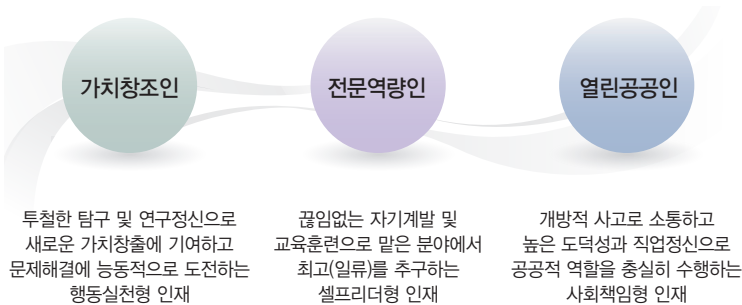 가치창조인
전문역량인
열린공공인
투철한 탐구 및 연구정신으로
새로운 가치창출에 기여하고
문제해결에 능동적으로 도전하는
행동실천형 인재
끊임없는 자기계발 및
교육훈련으로 맡은 분야에서
최고(일류)를 추구하는
셀프리더형 인재
개방적 사고로 소통하고
높은 도덕성과 직업정신으로
공공적 역할을 충실히 수행하는
사회책임형 인재